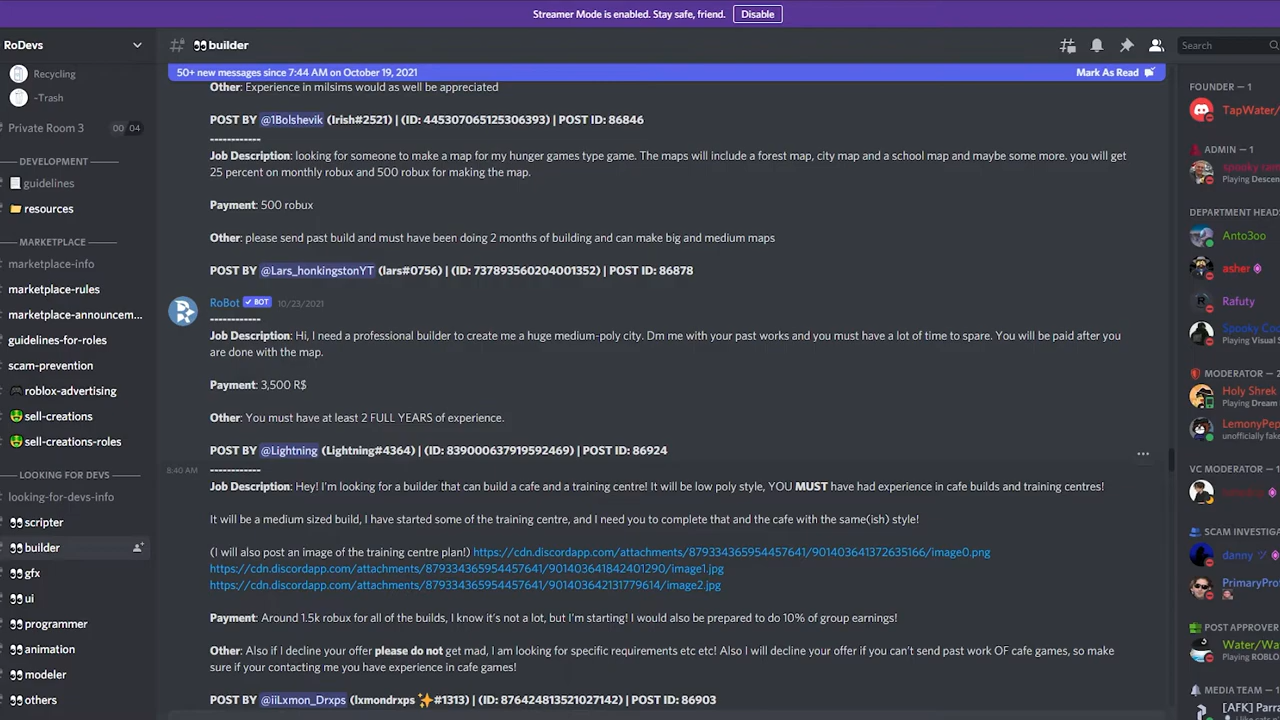 Streamer Mode is enabled. Stay safe, friend. Disable
RoDevs
Recycling
-Trash
Private Room 3 00 04
DEVELOPMENT
guidelines
resources
MARKETPLACE
marketplace-info
marketplace-rules
marketplace-announcem...
guidelines-for-roles
scam-prevention
roblox-advertising
sell-creations
sell-creations-roles
LOOKING FOR DEVS
looking-for-devs-info
scripter
builder
gfx
ui
programmer
animation
modeler
others
builder
Search
50+ new messages since 7:44 AM on October 19, 2021 Mark As Read
Other: Experience in milsims would as well be appreciated
POST BY @1Bolshevik (Irish#2521) | (ID: 445307065125306393) | POST ID: 86846
------------
Job Description: looking for someone to make a map for my hunger games type game. The maps will include a forest map, city map and a school map and maybe some more. you will get
25 percent on monthly robux and 500 robux for making the map.
Payment: 500 robux
Other: please send past build and must have been doing 2 months of building and can make big and medium maps
POST BY @Lars_honkingstonYT (lars#0756) | (ID: 737893560204001352) | POST ID: 86878
RoBot BOT 10/23/2021
------------
Job Description: Hi, I need a professional builder to create me a huge medium-poly city. Dm me with your past works and you must have a lot of time to spare. You will be paid after you
are done with the map.
Payment: 3,500 R$
Other: You must have at least 2 FULL YEARS of experience.
POST BY @Lightning (Lightning#4364) | (ID: 839000637919592469) | POST ID: 86924
8:40 AM ------------
Job Description: Hey! I'm looking for a builder that can build a cafe and a training centre! It will be low poly style, YOU MUST have had experience in cafe builds and training centres!
It will be a medium sized build, I have started some of the training centre, and I need you to complete that and the cafe with the same(ish) style!
(I will also post an image of the training centre plan!) https://cdn.discordapp.com/attachments/879334365954457641/901403641372635166/image0.png
https://cdn.discordapp.com/attachments/879334365954457641/901403641842401290/image1.jpg
https://cdn.discordapp.com/attachments/879334365954457641/901403642131779614/image2.jpg
Payment: Around 1.5k robux for all of the builds, I know it's not a lot, but I'm starting! I would also be prepared to do 10% of group earnings!
Other: Also if I decline your offer please do not get mad, I am looking for specific requirements etc etc! Also I will decline your offer if you can't send past work OF cafe games, so make
sure if your contacting me you have experience in cafe games!
POST BY @iiLxmon_Drxps (lxmondrxps ✨#1313) | (ID: 876424813521027142) | POST ID: 86903
FOUNDER — 1
TapWater/
ADMIN — 1
Playing Descen
DEPARTMENT HEAD
Anto3oo
asher
Rafuty
Spooky Co
Playing Visual S
MODERATOR — 2
Holy Shrek
Playing Dream
LemonyPep
unofficially fake
VC MODERATOR — 1
SCAM INVESTIGA
danny ツ
PrimaryPro
POST APPROVER
Water/Wa
Playing ROBLO
MEDIA TEAM — 1
[AFK] Parra